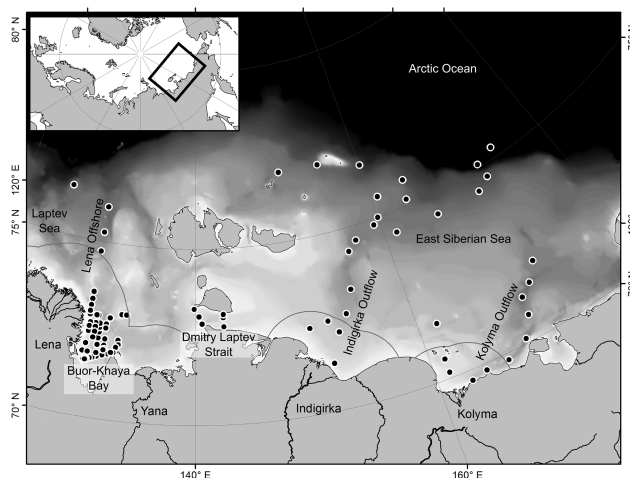 80° N
Arctic Ocean
120° E
75° N
Laptev
Sea
Lena Offshore
East Siberian Sea
Indigirka Outflow
Kolyma Outflow
Dmitry Laptev
Strait
Lena
Buor-Khaya
Bay
Yana
Indigirka
Kolyma
70° N
140° E
160° E